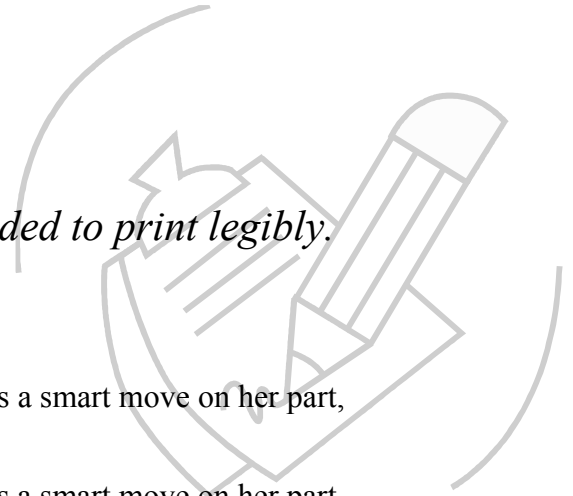 ded to print legibly.
s a smart move on her part,
s a smart move on her part